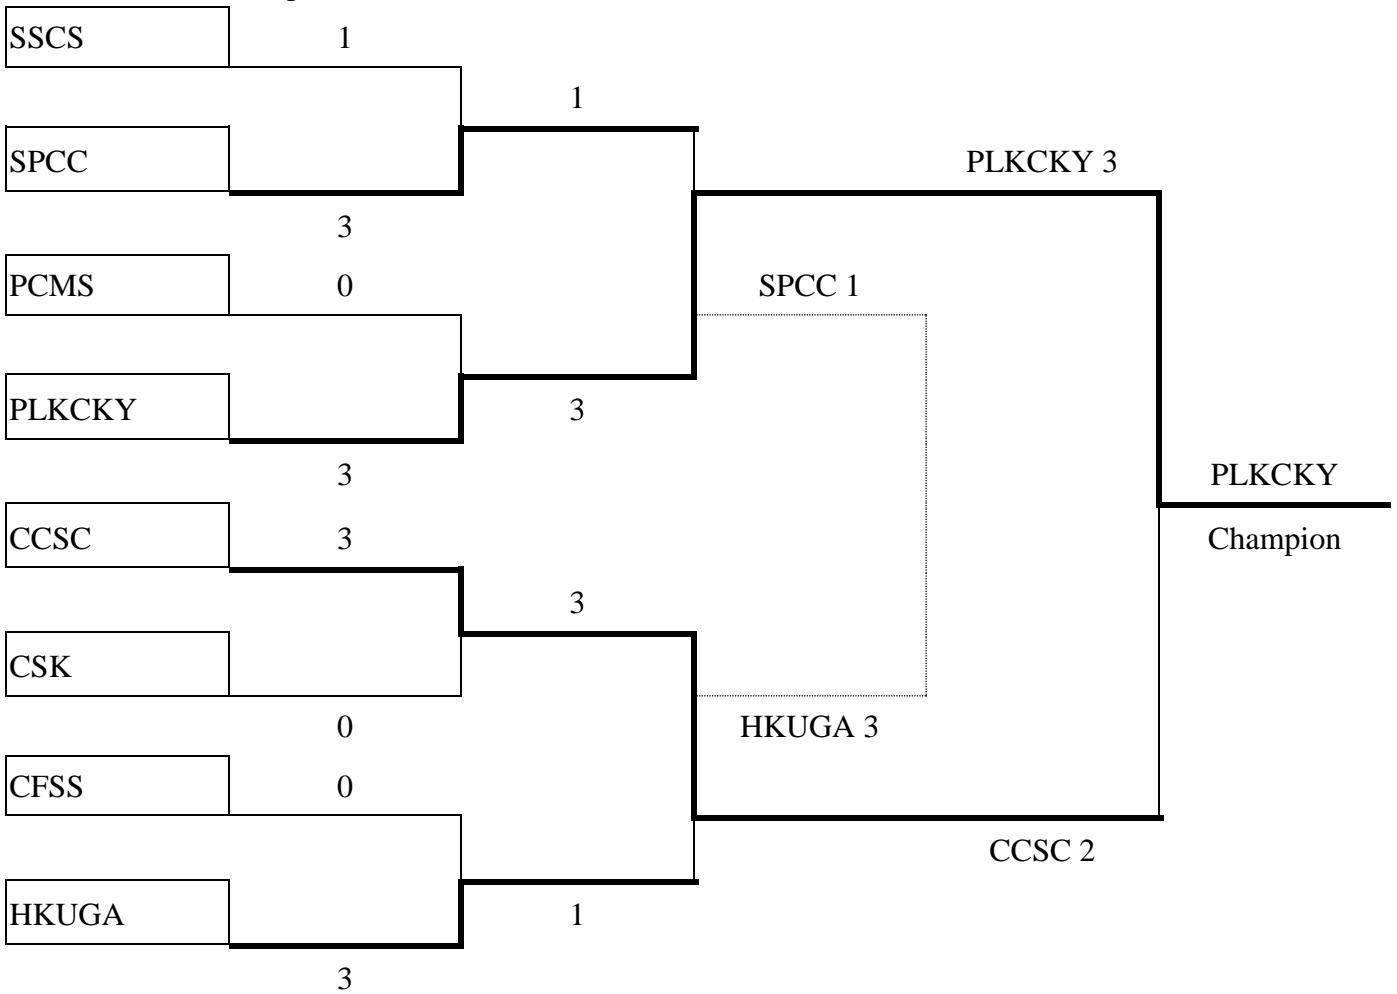 SSCS
1
1
SPCC
PLKCKY 3
3
PCMS
0
SPCC 1
PLKCKY
3
3
PLKCKY
CCSC
3
Champion
3
CSK
0
HKUGA 3
CFSS
0
CCSC 2
HKUGA
1
3